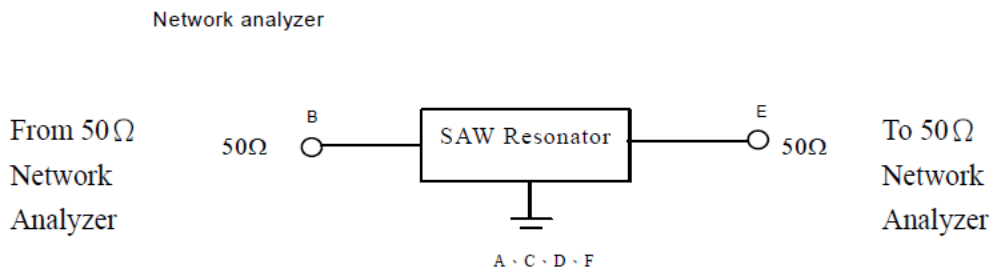 Network analyzer
From 50Ω
Network
Analyzer
50Ω
B
SAW Resonator
E
50Ω
To 50Ω
Network
Analyzer
A、C、D、F